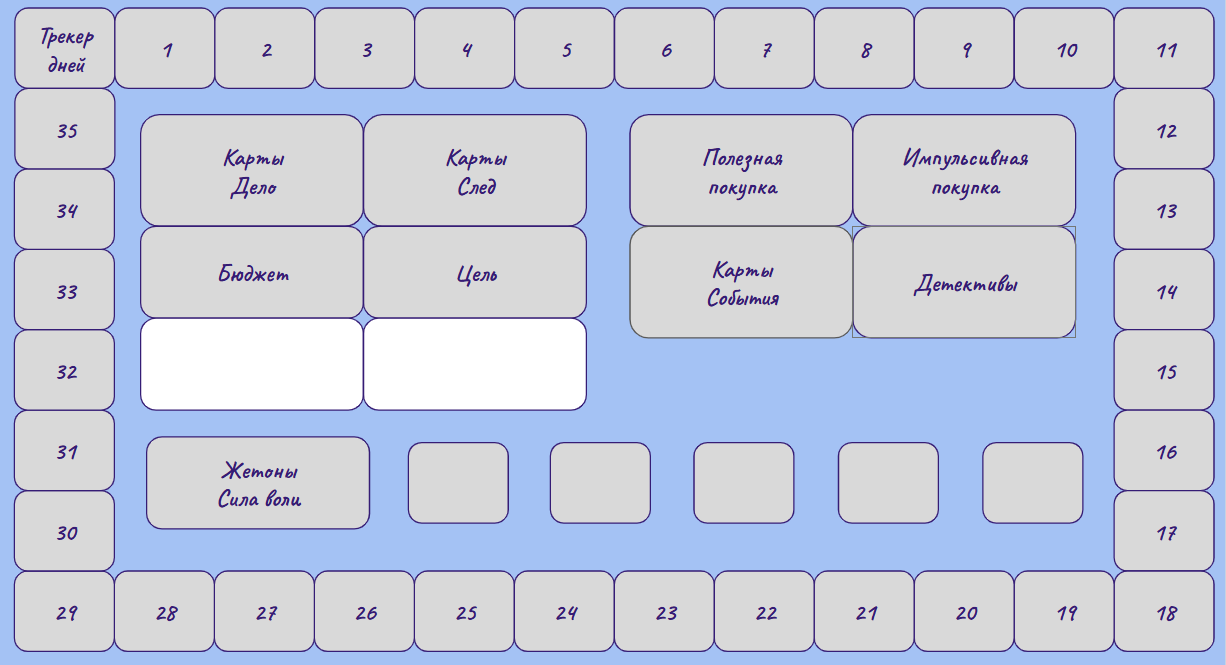 Трекер
дней
1
2
3
4
5
6
7
8
9
10
11
35
12
Карты
Дело
Карты
След
Полезная
покупка
Импульсивная
покупка
34
13
33
Бюджет
Цель
Карты
События
Детективы
14
32
15
31
16
Жетоны
Сила воли
30
17
29
28
27
26
25
24
23
22
21
20
19
18